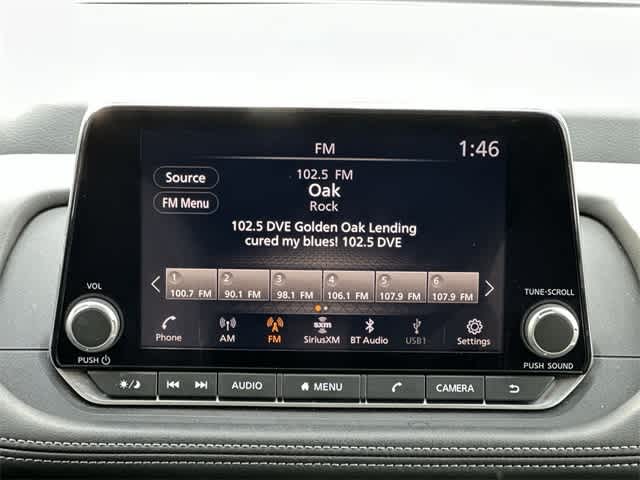 FM
1:46
Source
102.5 FM
Oak
FM Menu
Rock
102.5 DVE Golden Oak Lending
cured my blues! 102.5 DVE
1 2 3 4 5 6
100.7 FM 90.1 FM 98.1 FM 106.1 FM 107.9 FM 107.9 FM
VOL
TUNE-SCROLL
sxm
Phone AM FM SiriusXM BT Audio USB1 Settings
PUSH
PUSH SOUND
AUDIO MENU CAMERA